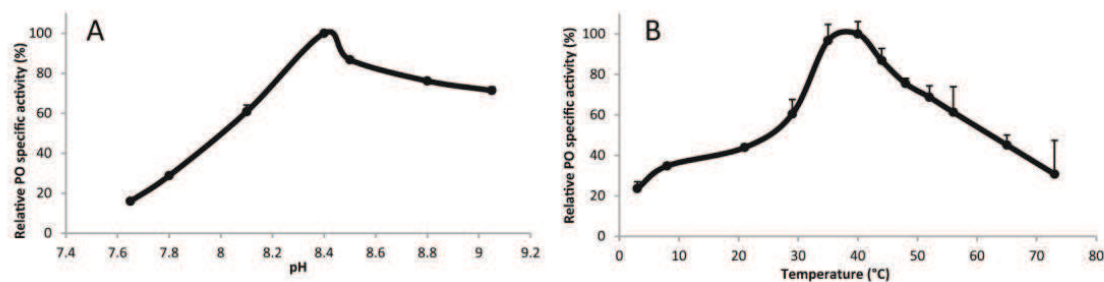 A
Relative PO specific activity (%)
100
80
60
40
20
0
7.4 7.6 7.8 8 8.2 8.4 8.6 8.8 9 9.2
pH
B
Relative PO specific activity (%)
100
80
60
40
20
0
0 10 20 30 40 50 60 70 80
Temperature (°C)